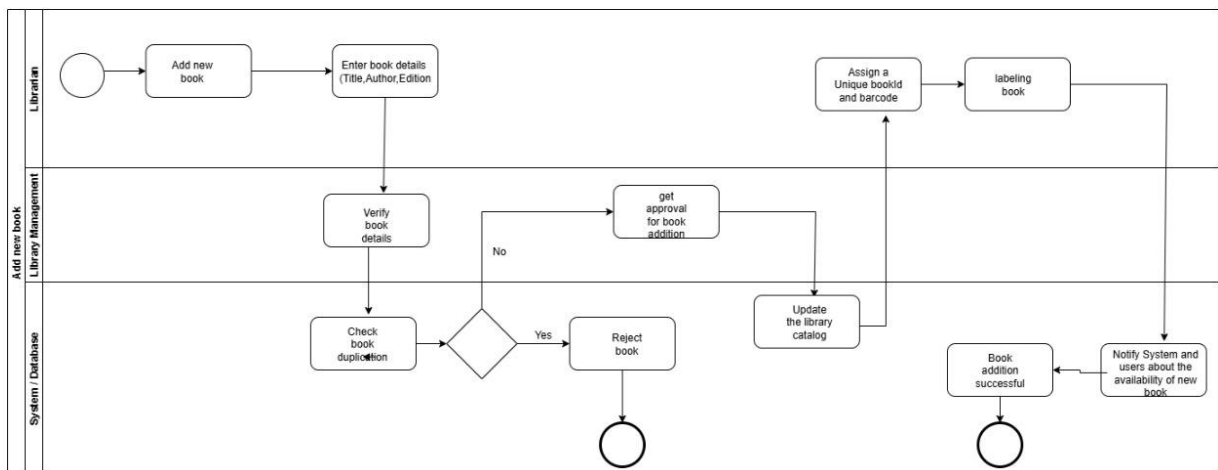 Add new book
Librarian
Library Management
System / Database
Add new
book
Enter book details
(Title,Author,Edition
Assign a
Unique bookId
and barcode
labeling
book
Verify
book
details
get
approval
for book
addition
No
Check
book
duplication
Yes
Reject
book
Update
the library
catalog
Book
addition
successful
Notify System and
users about the
availability of new
book